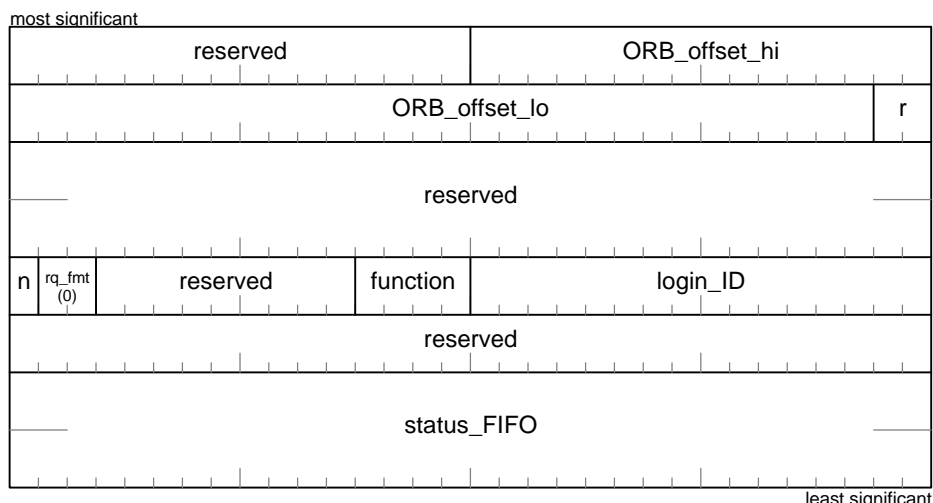 most significant
reserved ORB_offset_hi
ORB_offset_lo r
reserved
n rq_fmt (0) reserved function login_ID
reserved
status_FIFO
least significant